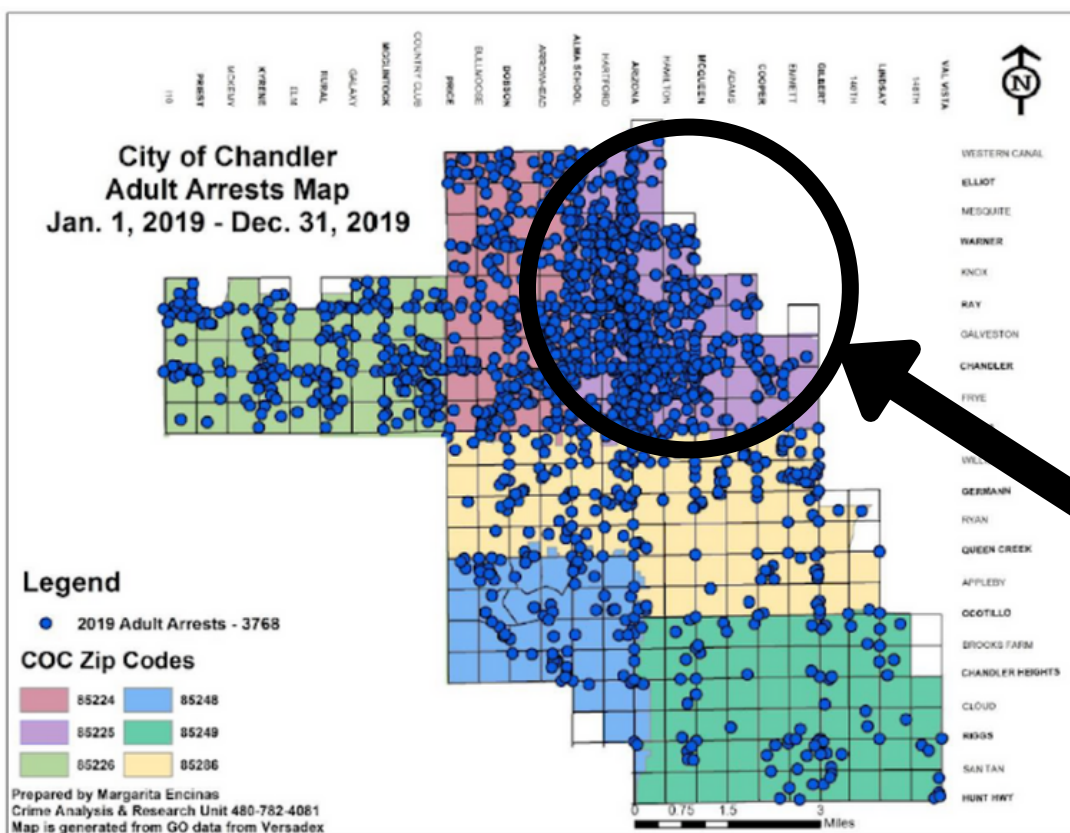 I10
PRIEST
MCKEMY
KYRENE
ELM
RURAL
GALAXY
MCCLINTOCK
COUNTRY CLUB
PRICE
BULLMOOSE
DOBSON
ARROWHEAD
ALMA SCHOOL
HARTFORD
ARIZONA
HAMILTON
MCQUEEN
ADAMS
COOPER
EMMETT
GILBERT
140TH
LINDSAY
148TH
VAL VISTA
N
City of Chandler
Adult Arrests Map
Jan. 1, 2019 - Dec. 31, 2019
WESTERN CANAL
ELLIOT
MESQUITE
WARNER
KNOX
RAY
GALVESTON
CHANDLER
FRYE
GERMANN
RYAN
QUEEN CREEK
APPLEBY
OCOTILLO
BROOKS FARM
CHANDLER HEIGHTS
CLOUD
RIGGS
SAN TAN
HUNT HWY
Legend
2019 Adult Arrests - 3768
COC Zip Codes
85224 85248
85225 85249
85226 85286
Prepared by Margarita Encinas
Crime Analysis & Research Unit 480-782-4081
Map is generated from GO data from Versadex
0 0.75 1.5 3
Miles